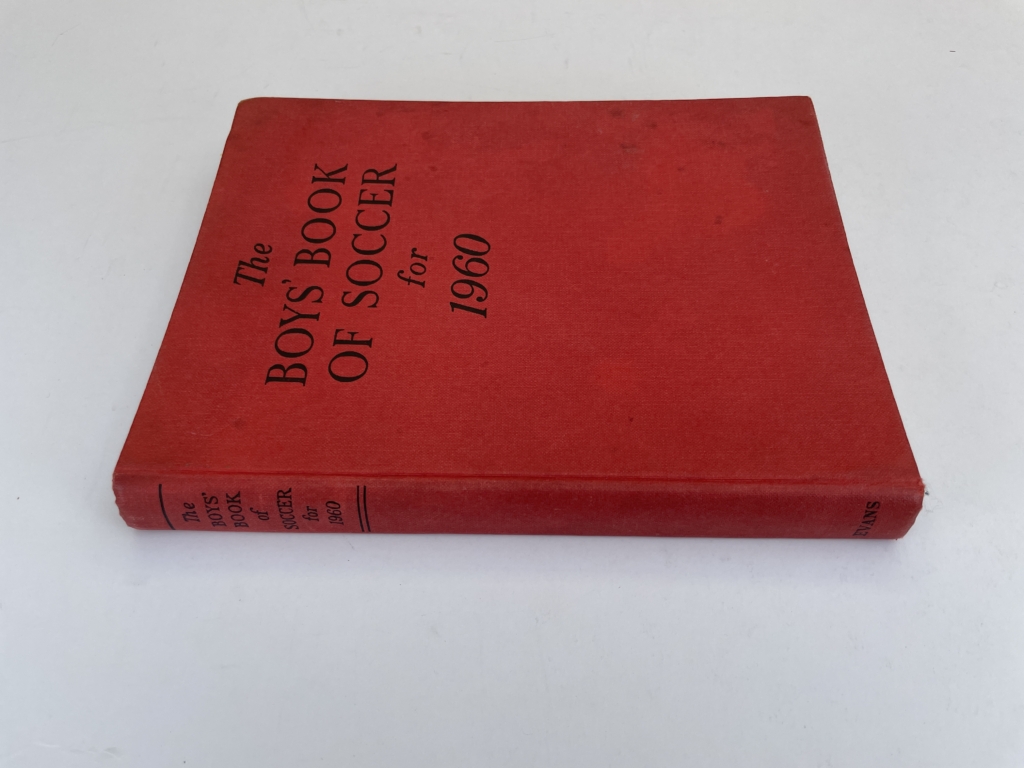 The
BOYS' BOOK
OF SOCCER
for
1960
The
BOYS'
BOOK
of
SOCCER
for
1960
EVANS